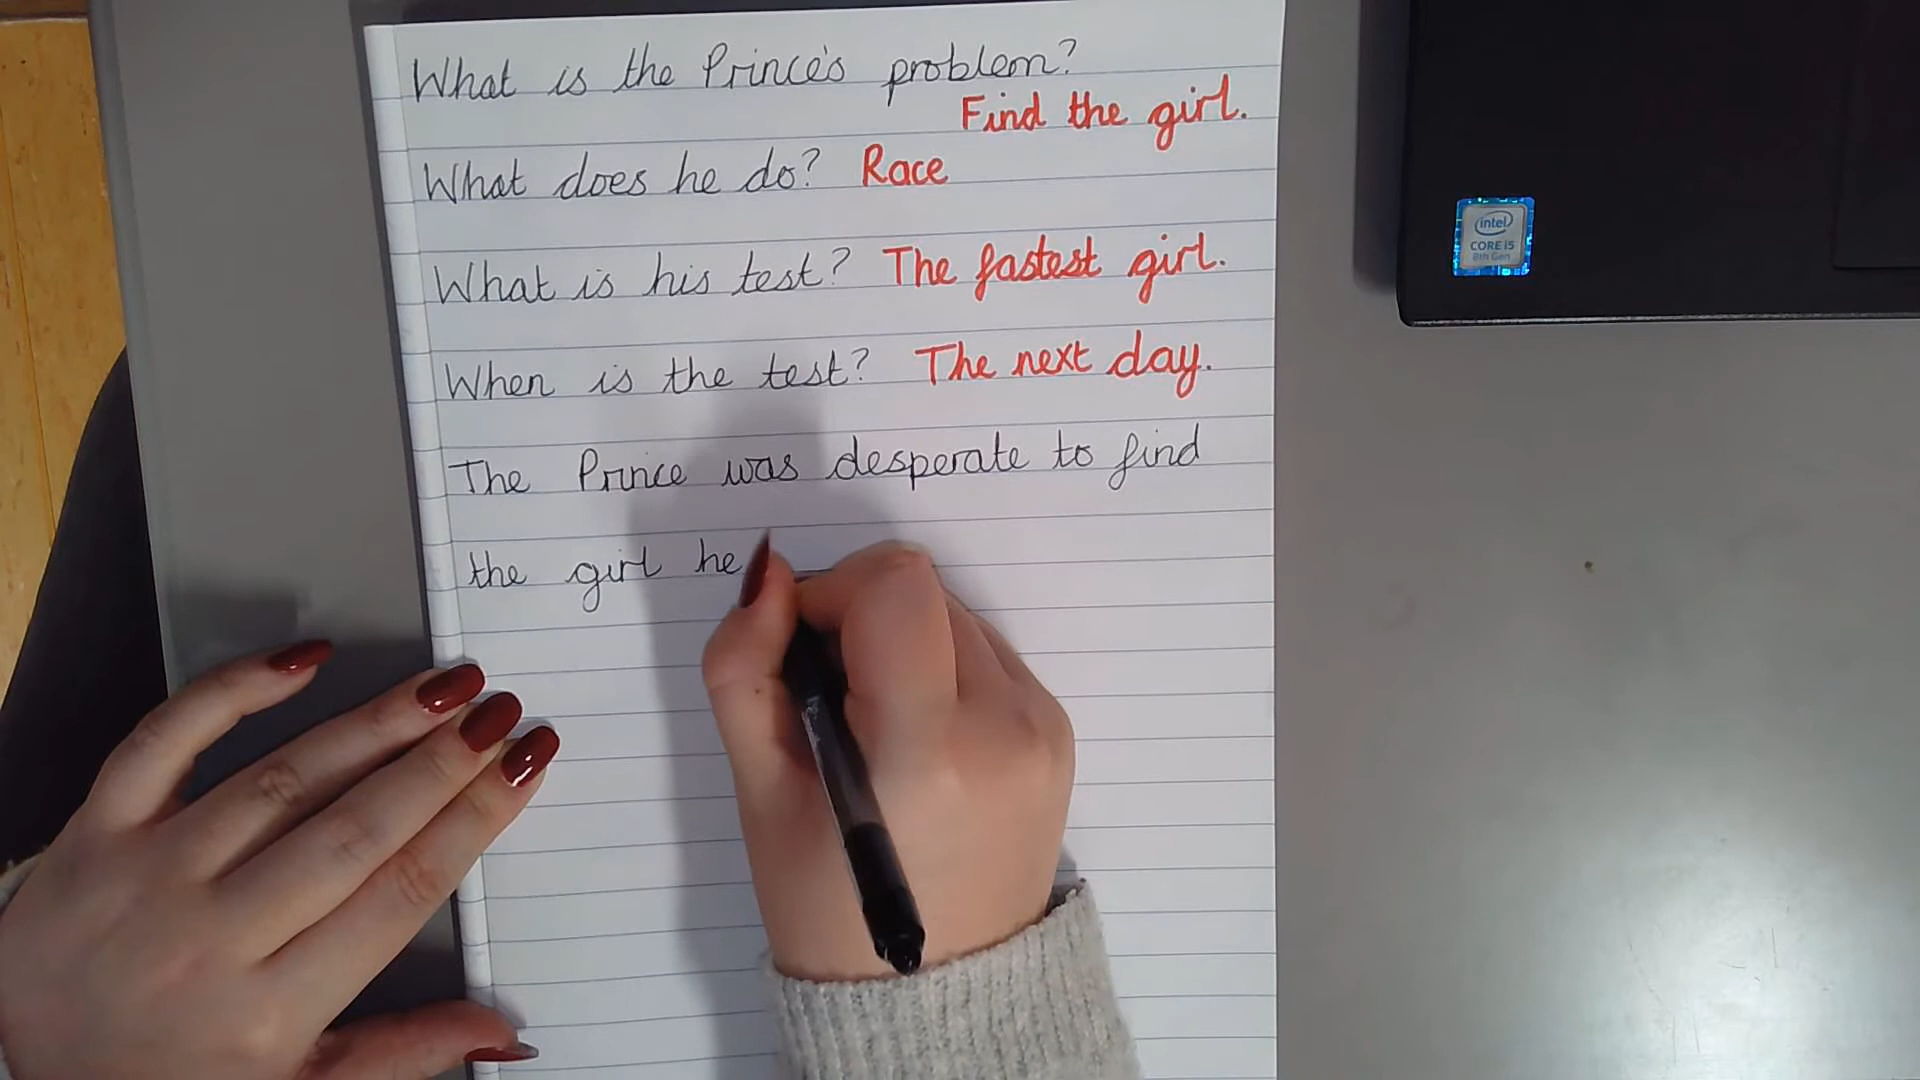 What is the Prince's problem?
Find the girl.
What does he do? Race
What is his test? The fastest girl.
When is the test? The next day.
The Prince was desperate to find
the girl he
intel
CORE i5
8th Gen